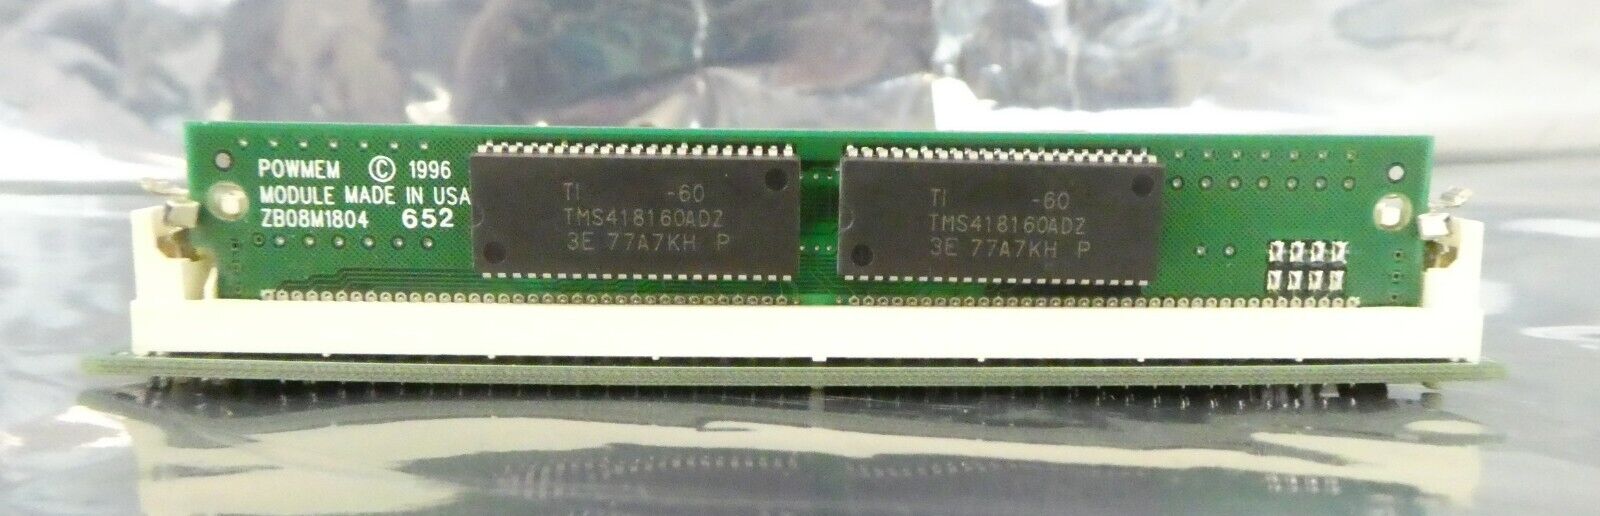 POWMEM © 1996
MODULE MADE IN USA
ZB08M1804 652
TI -60
TMS418160ADZ
3E 77A7KH P
TI -60
TMS418160ADZ
3E 77A7KH P